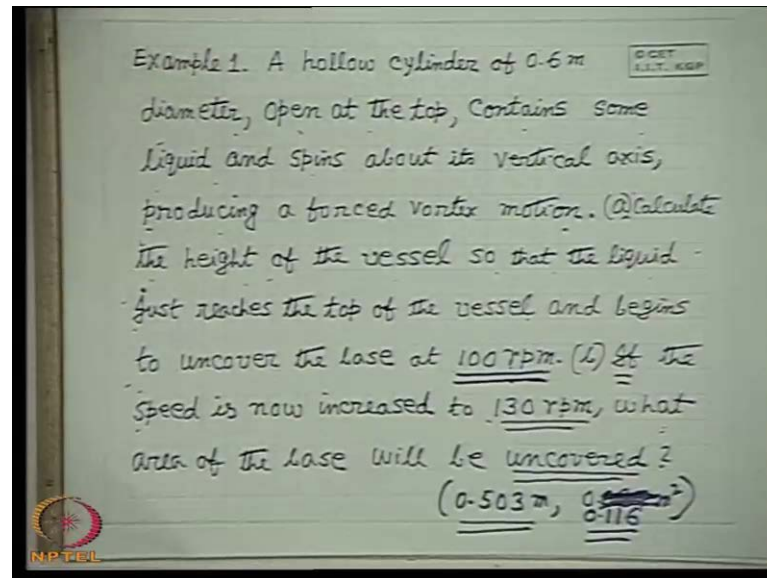 Example 1. A hollow cylinder of 0.6 m
© CET
I.I.T. KGP
diameter, open at the top, contains some
liquid and spins about its vertical axis,
producing a forced vortex motion. (a) Calculate
the height of the vessel so that the liquid
just reaches the top of the vessel and begins
to uncover the base at 100 rpm. (b) If the
speed is now increased to 130 rpm, what
area of the base will be uncovered?
(0.503 m, 0.116 m²)
NPTEL